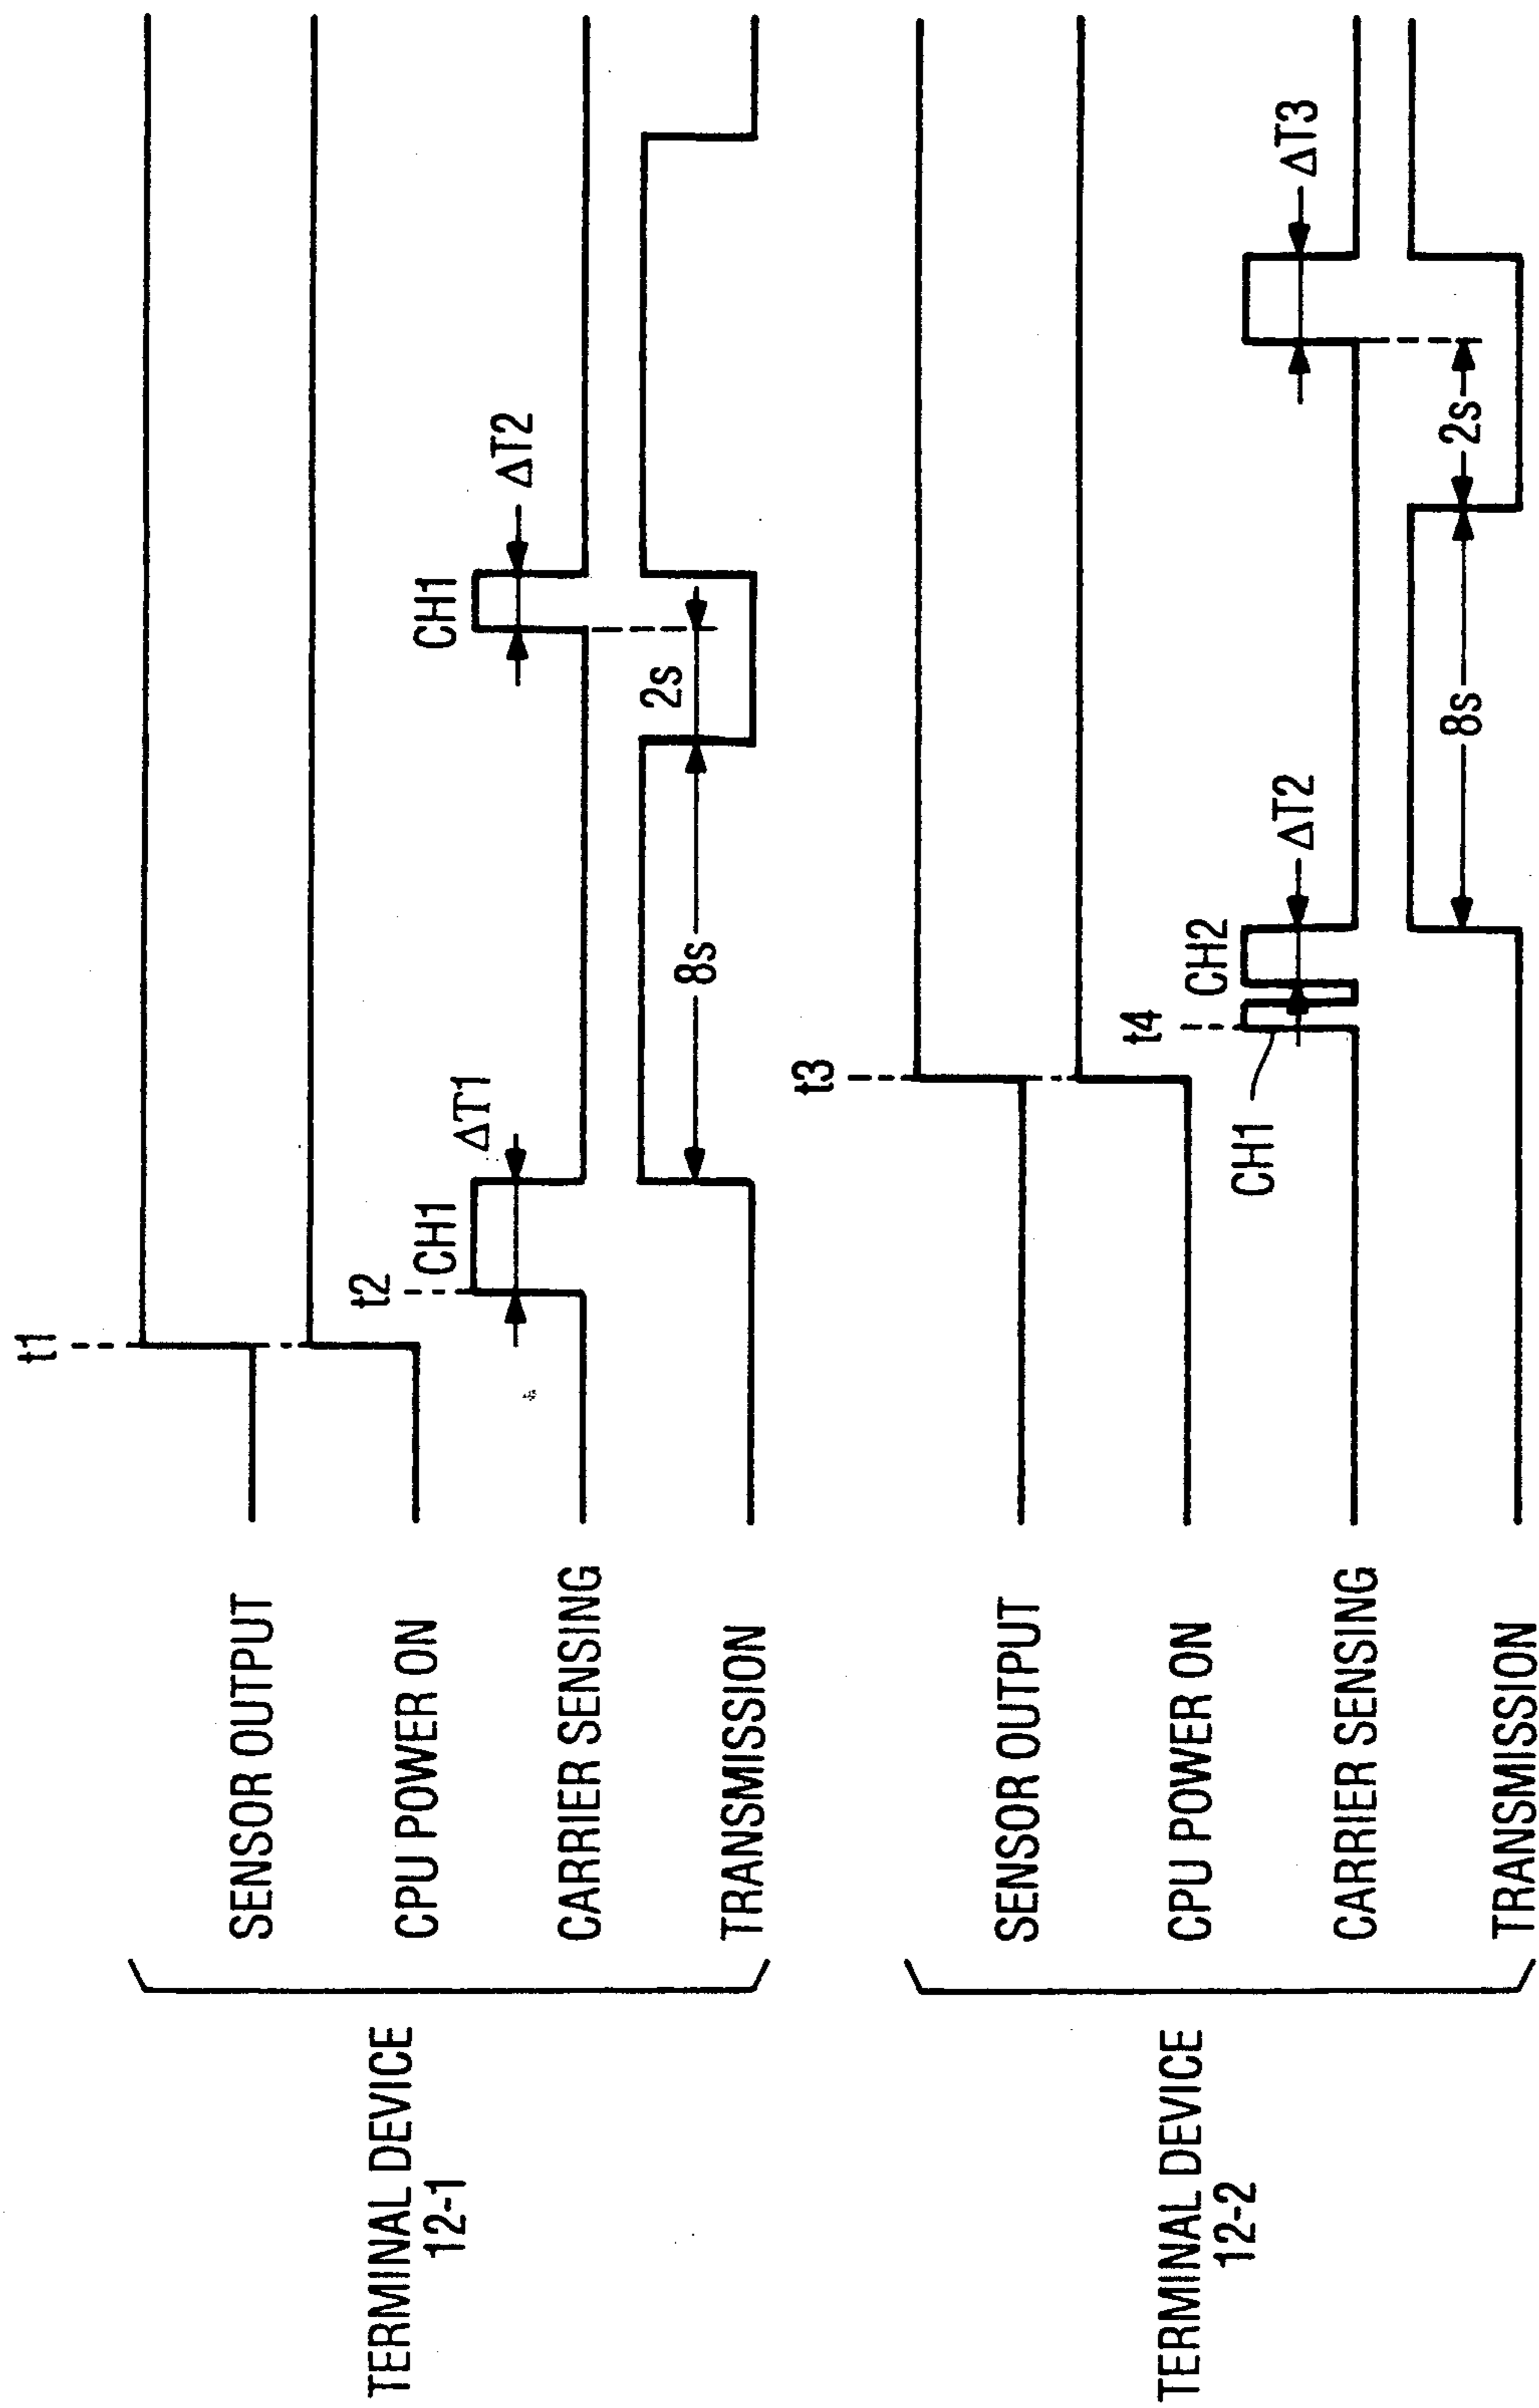 TERMINAL DEVICE
12-1
SENSOR OUTPUT
t1
CPU POWER ON
CARRIER SENSING
t2
CH1
ΔT1
CH1
ΔT2
TRANSMISSION
8s
2s
TERMINAL DEVICE
12-2
SENSOR OUTPUT
t3
CPU POWER ON
CARRIER SENSING
CH1
t4
CH2
ΔT2
ΔT3
TRANSMISSION
8s
2s